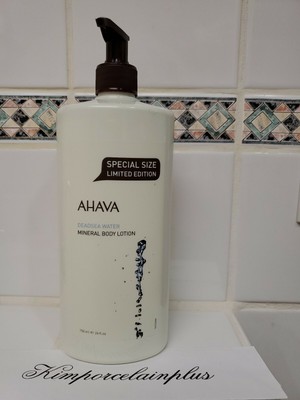 SPECIAL SIZE
LIMITED EDITION
AHAVA
DEADSEA WATER
MINERAL BODY LOTION
Kimporcelainplus